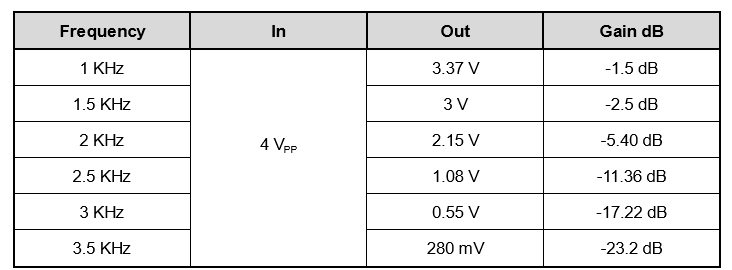 Frequency In Out Gain dB
1 KHz 3.37 V -1.5 dB
1.5 KHz 3 V -2.5 dB
2 KHz 2.15 V -5.40 dB
4 VPP
2.5 KHz 1.08 V -11.36 dB
3 KHz 0.55 V -17.22 dB
3.5 KHz 280 mV -23.2 dB